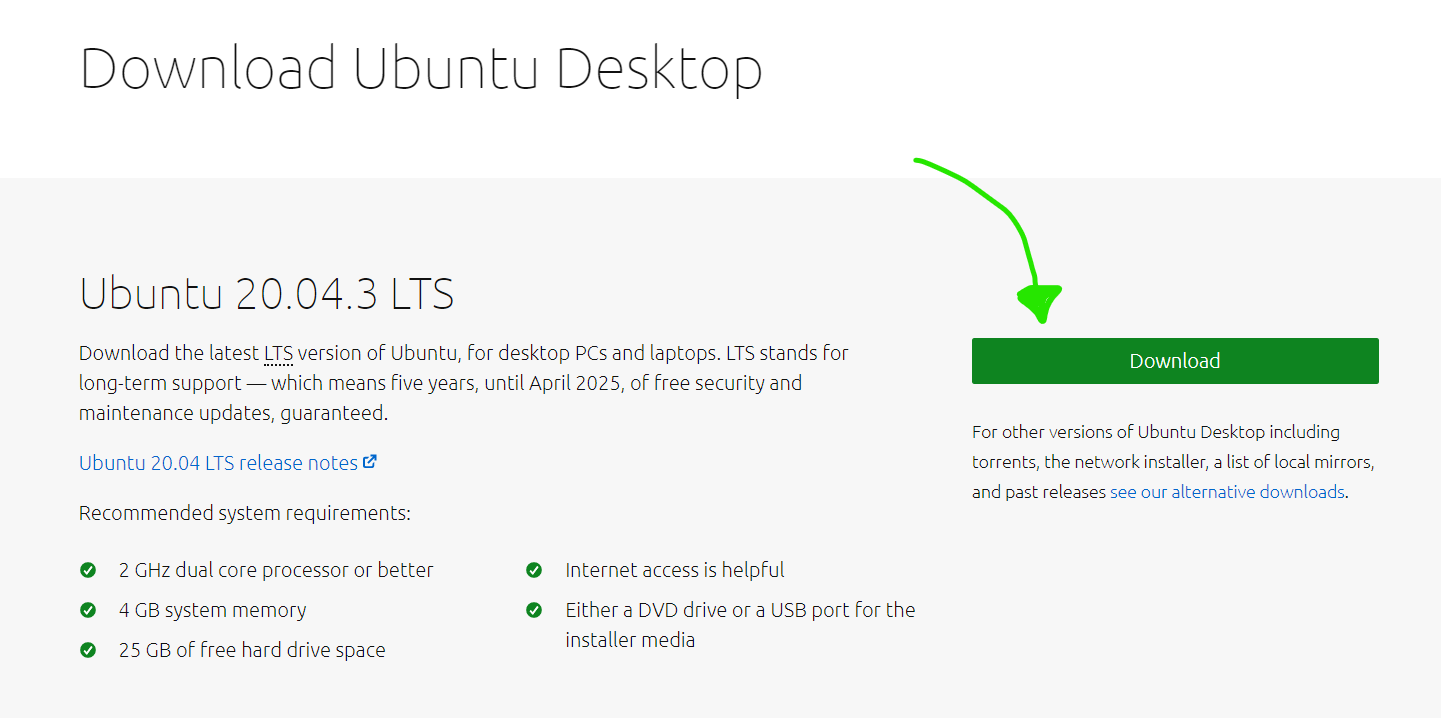 Download Ubuntu Desktop
Ubuntu 20.04.3 LTS
Download the latest LTS version of Ubuntu, for desktop PCs and laptops. LTS stands for
long-term support — which means five years, until April 2025, of free security and
maintenance updates, guaranteed.
Ubuntu 20.04 LTS release notes
Recommended system requirements:
2 GHz dual core processor or better
4 GB system memory
25 GB of free hard drive space
Internet access is helpful
Either a DVD drive or a USB port for the
installer media
Download
For other versions of Ubuntu Desktop including
torrents, the network installer, a list of local mirrors,
and past releases see our alternative downloads.